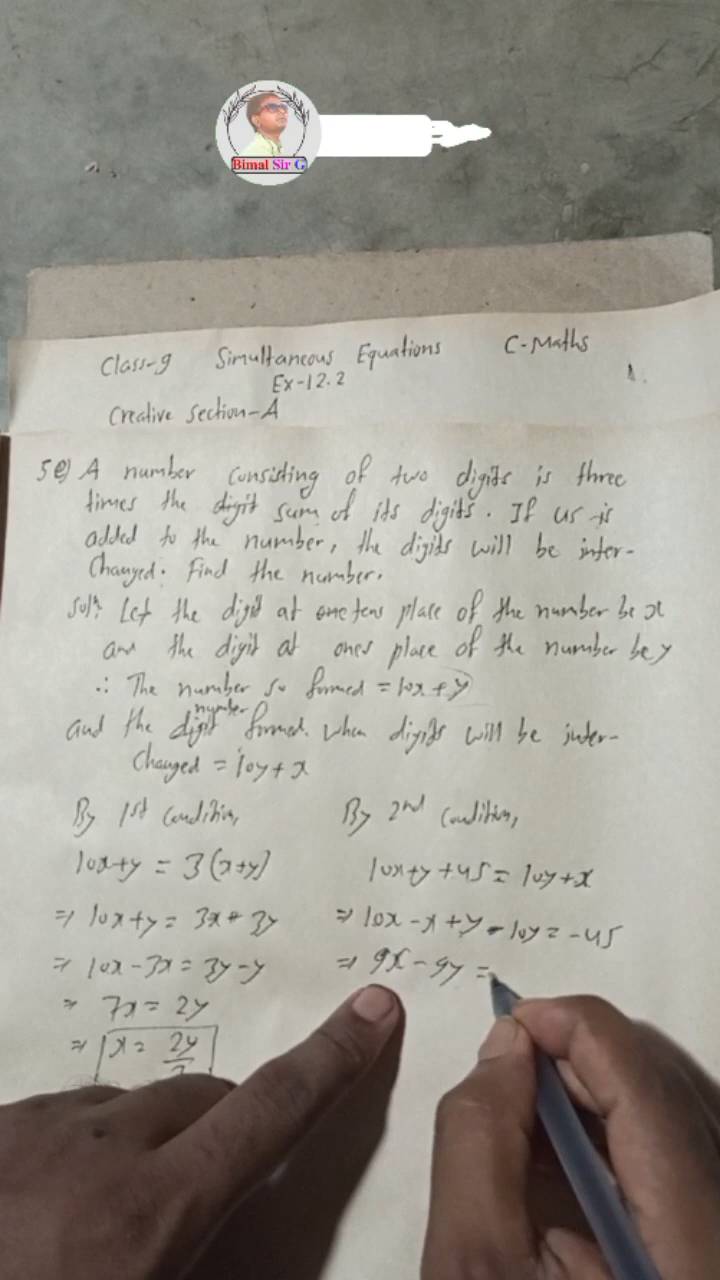 Bimal Sir G
Class-9 Simultaneous Equations C-Maths
Ex-12.2
Creative section-A
5e) A number consisting of two digits is three
times the digit sum of its digits. If 45 is
added to the number, the digits will be inter-
changed. Find the number.
Solⁿ: Let the digit at one tens place of the number be x
and the digit at ones place of the number be y
∴ The number so formed = 10x + y
number
and the digit formed. when digits will be inter-
changed = 10y + x
By 1st condition,
10x+y = 3(x+y)
⇒ 10x+y = 3x + 3y
⇒ 10x - 3x = 3y - y
⇒ 7x = 2y
⇒ x = 2y
By 2nd condition,
10x+y+45 = 10y+x
⇒ 10x - x + y - 10y = -45
⇒ 9x - 9y =